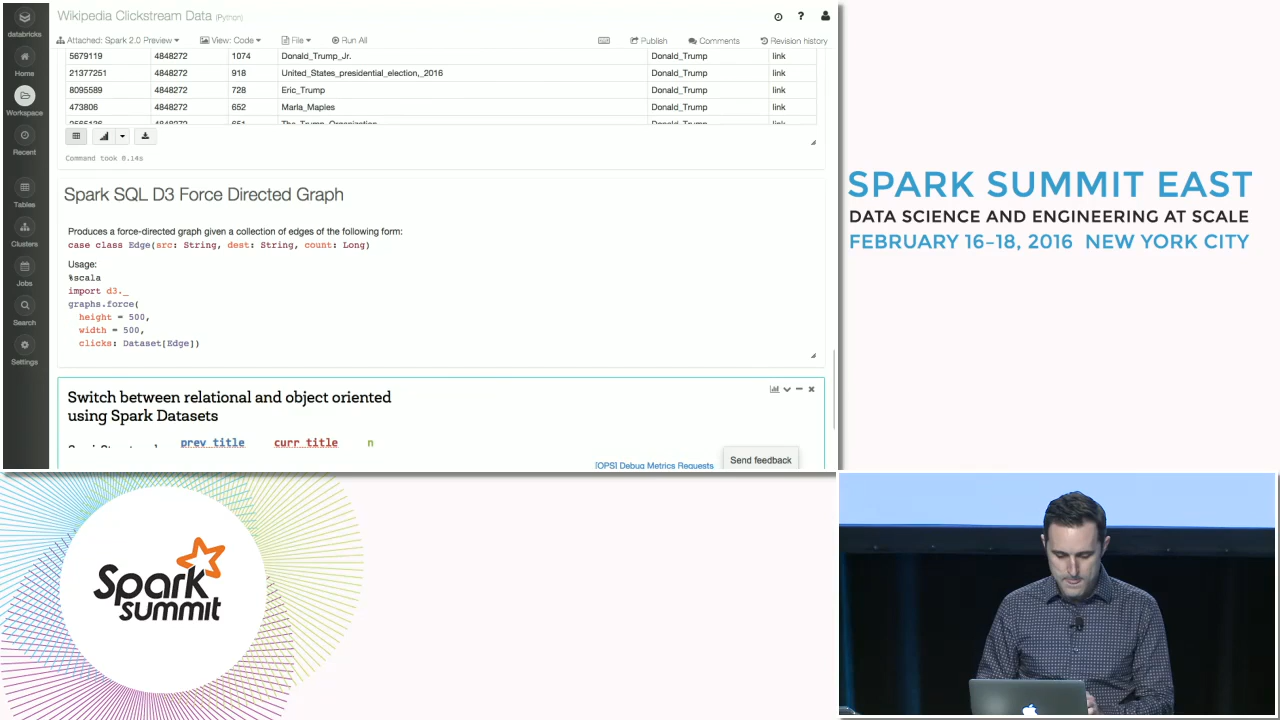 databricks
Home
Workspace
Recent
Tables
Clusters
Jobs
Search
Settings
Wikipedia Clickstream Data (Python)
Attached: Spark 2.0 Preview
View: Code
File
Run All
Publish
Comments
Revision history
5679119 4848272 1074 Donald_Trump_Jr. Donald_Trump link
21377251 4848272 918 United_States_presidential_election,_2016 Donald_Trump link
8095589 4848272 728 Eric_Trump Donald_Trump link
473806 4848272 652 Marla_Maples Donald_Trump link
2565136 4848272 651 The_Trump_Organization Donald_Trump link
Command took 0.14s
Spark SQL D3 Force Directed Graph
Produces a force-directed graph given a collection of edges of the following form:
case class Edge(src: String, dest: String, count: Long)
Usage:
%scala
import d3._
graphs.force(
height = 500,
width = 500,
clicks: Dataset[Edge])
Switch between relational and object oriented
using Spark Datasets
prev_title curr_title n
[OPS] Debug Metrics Requests
Send feedback
SPARK SUMMIT EAST
DATA SCIENCE AND ENGINEERING AT SCALE
FEBRUARY 16–18, 2016 NEW YORK CITY
Spark
summit